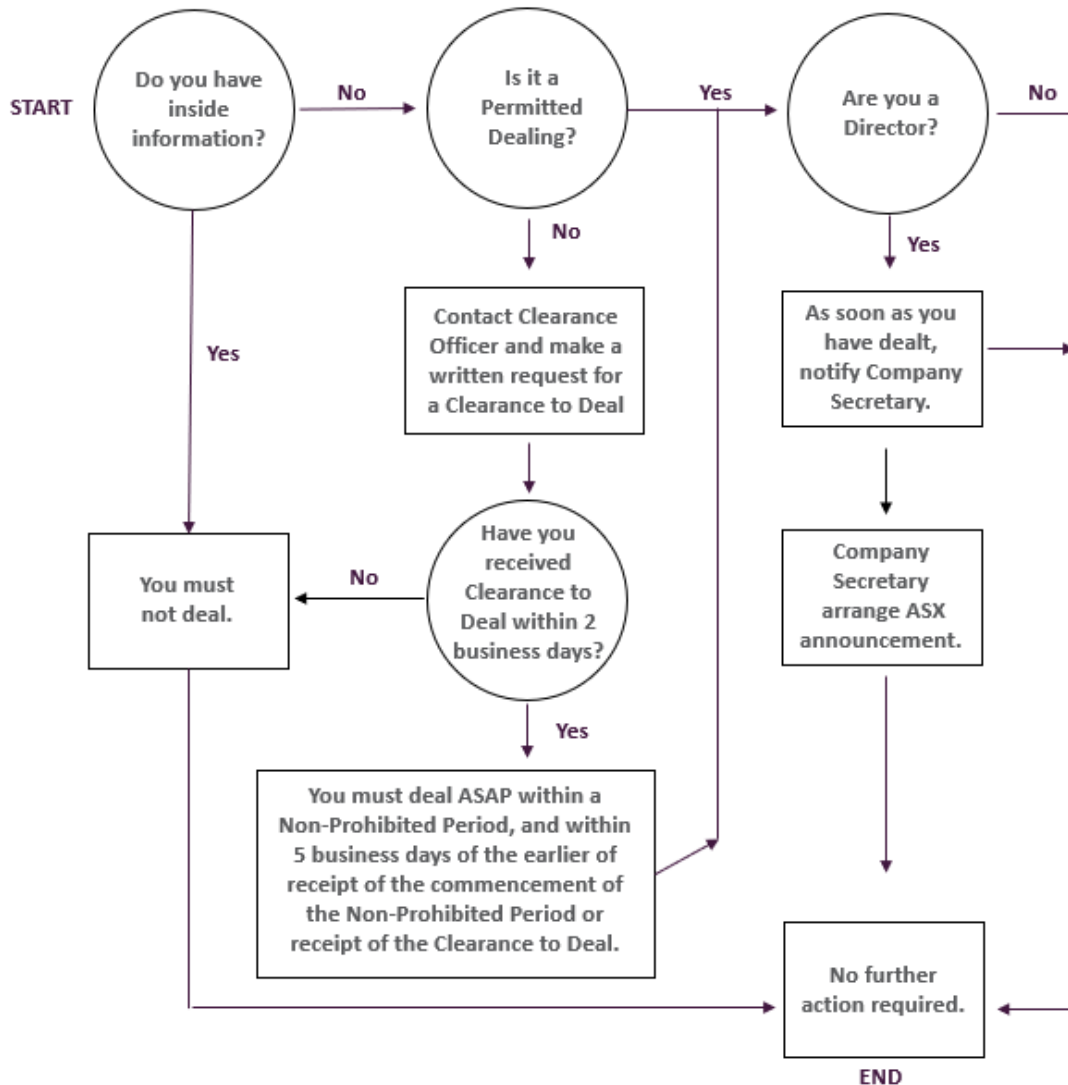 START
Do you have
inside
information?
No
Is it a
Permitted
Dealing?
Yes
Are you a
Director?
No
No
Yes
Contact Clearance
Officer and make a
written request for
a Clearance to Deal
As soon as you
have dealt,
notify Company
Secretary.
Yes
You must
not deal.
No
Have you
received
Clearance to
Deal within 2
business days?
Company
Secretary
arrange ASX
announcement.
Yes
You must deal ASAP within a
Non-Prohibited Period, and within
5 business days of the earlier of
receipt of the commencement of
the Non-Prohibited Period or
receipt of the Clearance to Deal.
No further
action required.
END